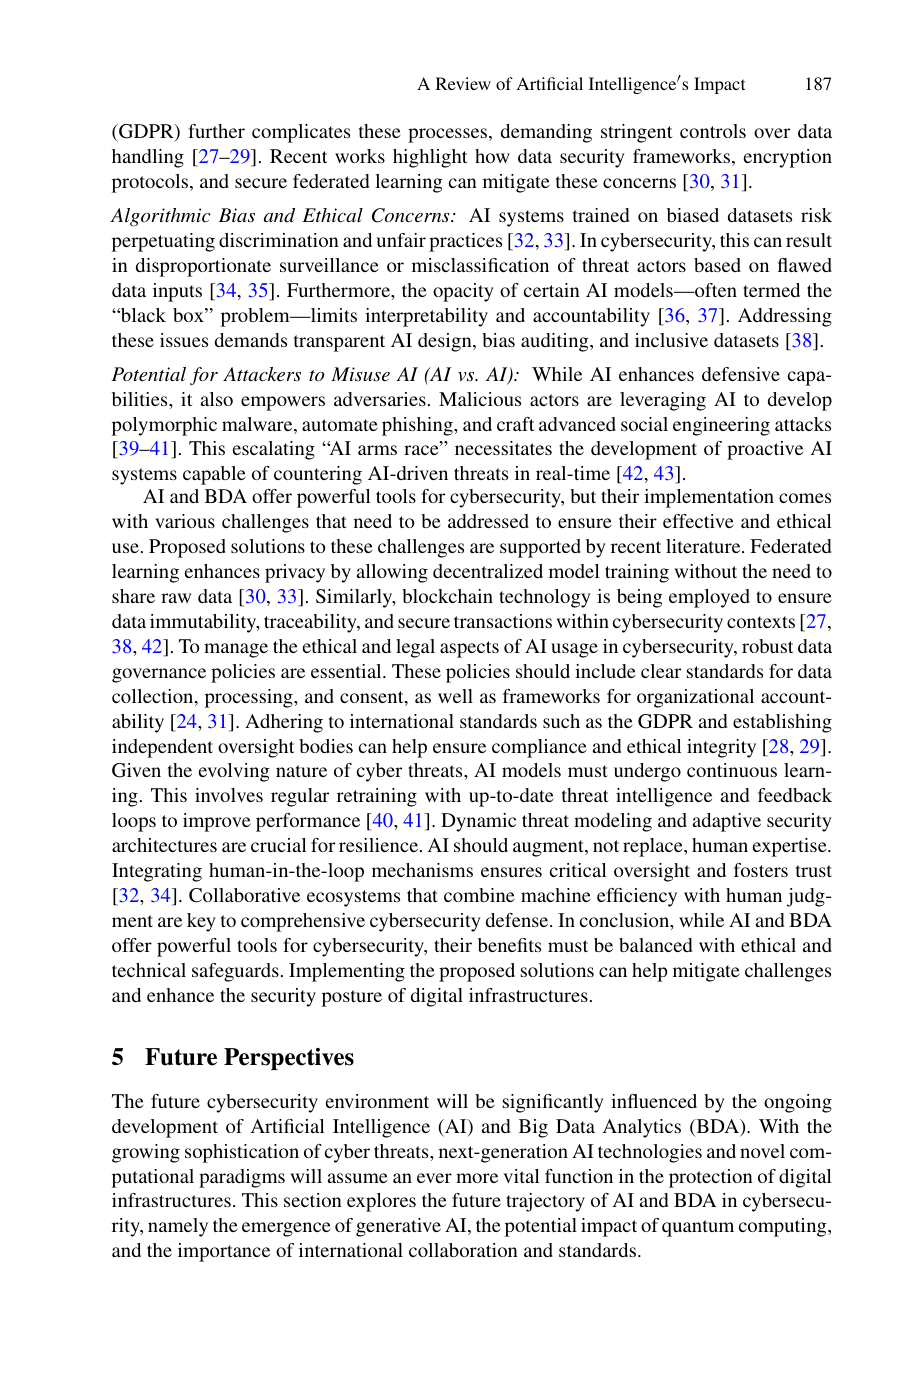 A Review of Artificial Intelligence′s Impact 187
(GDPR) further complicates these processes, demanding stringent controls over data
handling [27–29]. Recent works highlight how data security frameworks, encryption
protocols, and secure federated learning can mitigate these concerns [30, 31].
Algorithmic Bias and Ethical Concerns: AI systems trained on biased datasets risk
perpetuating discrimination and unfair practices [32, 33]. In cybersecurity, this can result
in disproportionate surveillance or misclassification of threat actors based on flawed
data inputs [34, 35]. Furthermore, the opacity of certain AI models—often termed the
“black box” problem—limits interpretability and accountability [36, 37]. Addressing
these issues demands transparent AI design, bias auditing, and inclusive datasets [38].
Potential for Attackers to Misuse AI (AI vs. AI): While AI enhances defensive capa-
bilities, it also empowers adversaries. Malicious actors are leveraging AI to develop
polymorphic malware, automate phishing, and craft advanced social engineering attacks
[39–41]. This escalating “AI arms race” necessitates the development of proactive AI
systems capable of countering AI-driven threats in real-time [42, 43].
AI and BDA offer powerful tools for cybersecurity, but their implementation comes
with various challenges that need to be addressed to ensure their effective and ethical
use. Proposed solutions to these challenges are supported by recent literature. Federated
learning enhances privacy by allowing decentralized model training without the need to
share raw data [30, 33]. Similarly, blockchain technology is being employed to ensure
data immutability, traceability, and secure transactions within cybersecurity contexts [27,
38, 42]. To manage the ethical and legal aspects of AI usage in cybersecurity, robust data
governance policies are essential. These policies should include clear standards for data
collection, processing, and consent, as well as frameworks for organizational account-
ability [24, 31]. Adhering to international standards such as the GDPR and establishing
independent oversight bodies can help ensure compliance and ethical integrity [28, 29].
Given the evolving nature of cyber threats, AI models must undergo continuous learn-
ing. This involves regular retraining with up-to-date threat intelligence and feedback
loops to improve performance [40, 41]. Dynamic threat modeling and adaptive security
architectures are crucial for resilience. AI should augment, not replace, human expertise.
Integrating human-in-the-loop mechanisms ensures critical oversight and fosters trust
[32, 34]. Collaborative ecosystems that combine machine efficiency with human judg-
ment are key to comprehensive cybersecurity defense. In conclusion, while AI and BDA
offer powerful tools for cybersecurity, their benefits must be balanced with ethical and
technical safeguards. Implementing the proposed solutions can help mitigate challenges
and enhance the security posture of digital infrastructures.
5 Future Perspectives
The future cybersecurity environment will be significantly influenced by the ongoing
development of Artificial Intelligence (AI) and Big Data Analytics (BDA). With the
growing sophistication of cyber threats, next-generation AI technologies and novel com-
putational paradigms will assume an ever more vital function in the protection of digital
infrastructures. This section explores the future trajectory of AI and BDA in cybersecu-
rity, namely the emergence of generative AI, the potential impact of quantum computing,
and the importance of international collaboration and standards.